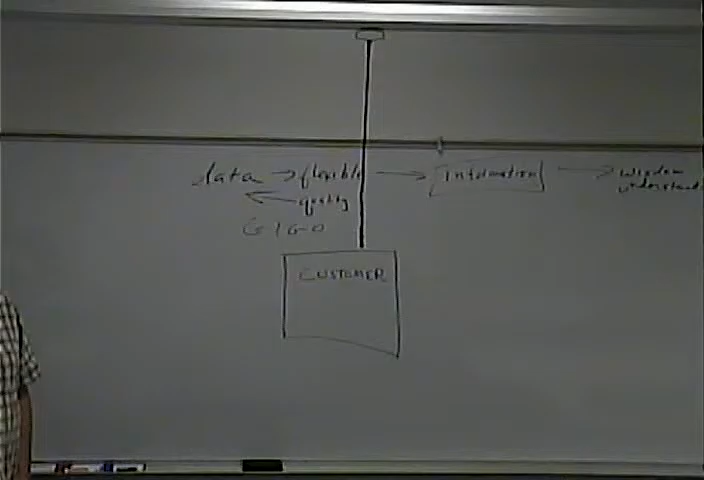 data → flexible → Information → wisdom
quality
GIGO
CUSTOMER